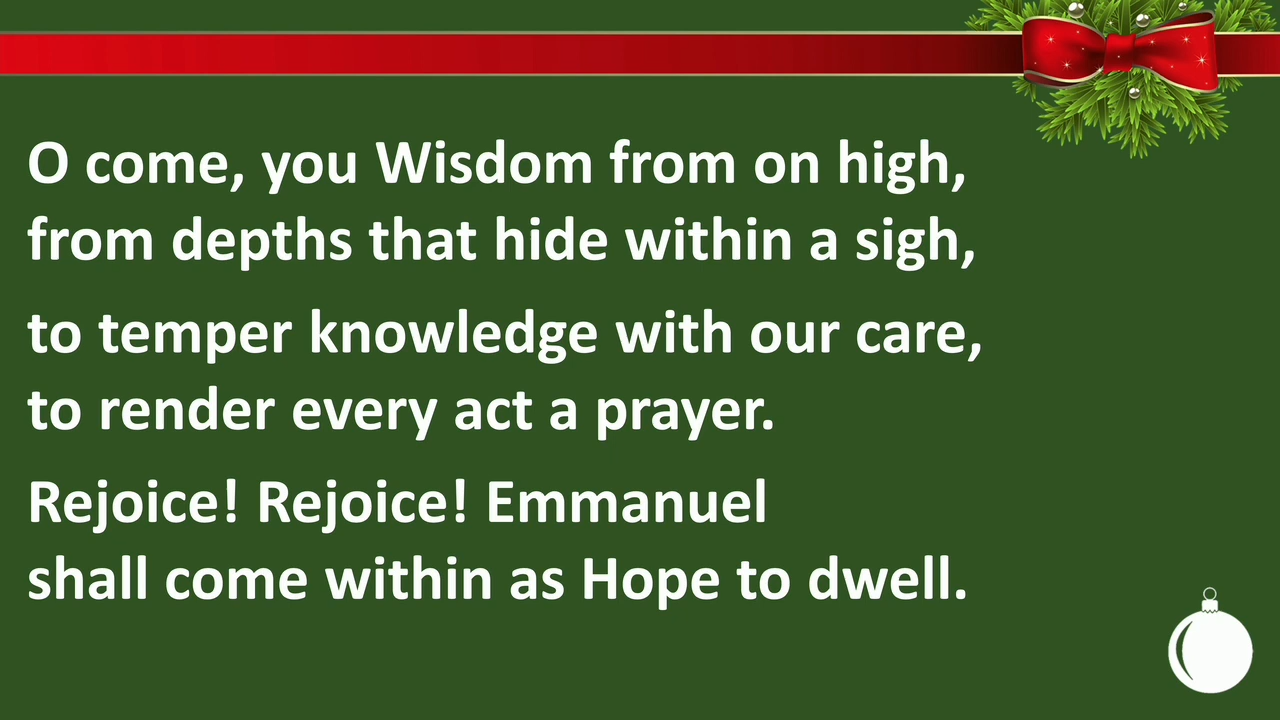 O come, you Wisdom from on high,
from depths that hide within a sigh,
to temper knowledge with our care,
to render every act a prayer.
Rejoice! Rejoice! Emmanuel
shall come within as Hope to dwell.